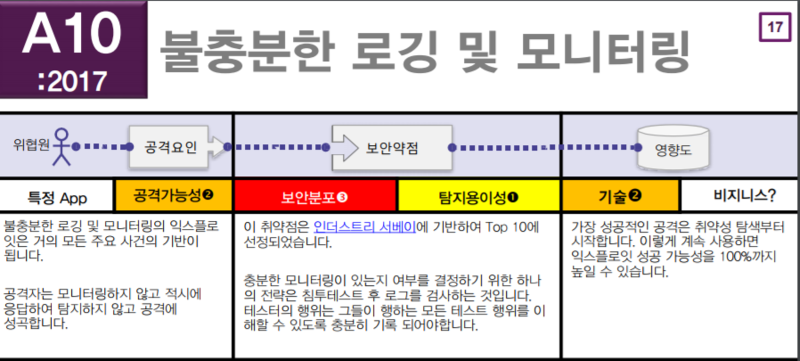 A10
:2017
불충분한 로깅 및 모니터링
17
위협원
공격요인
보안약점
영향도
특정 App
공격가능성❷
보안분포❸
탐지용이성❶
기술❷
비지니스?
불충분한 로깅 및 모니터링의 익스플로
잇은 거의 모든 주요 사건의 기반이
됩니다.
공격자는 모니터링하지 않고 적시에
응답하여 탐지하지 않고 공격에
성곡합니다.
이 취약점은 인더스트리 서베이에 기반하여 Top 10에
선정되었습니다.
충분한 모니터링이 있는지 여부를 결정하기 위한 하나
의 전략은 침투테스트 후 로그를 검사하는 것입니다.
테스터의 행위는 그들이 행하는 모든 테스트 행위를 이
해할 수 있도록 충분히 기록 되어야합니다.
가장 성공적인 공격은 취약성 탐색부터
시작합니다. 이렇게 계속 사용하면
익스플로잇 성공 가능성을 100%까지
높일 수 있습니다.